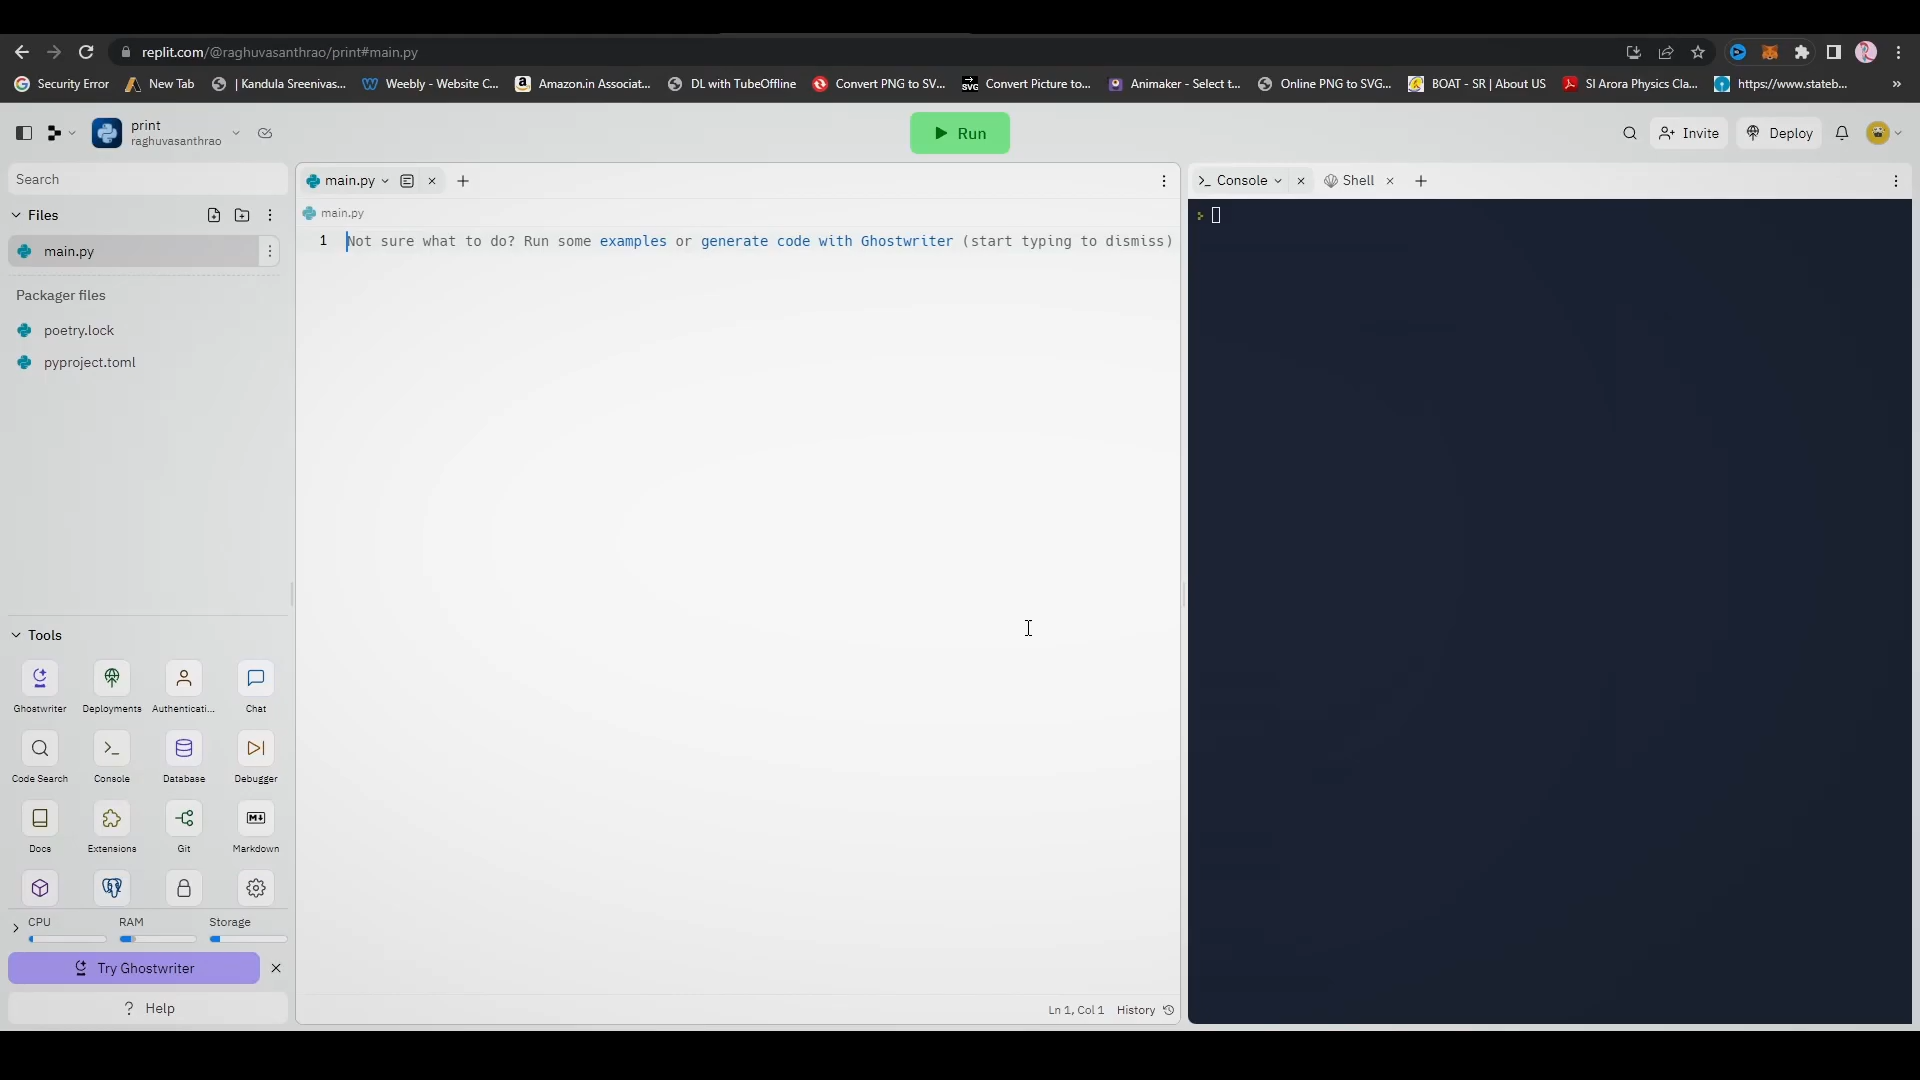 replit.com/@raghuvasanthrao/print#main.py
Security Error New Tab | Kandula Sreenivas... Weebly - Website C... Amazon.in Associat... DL with TubeOffline Convert PNG to SV... Convert Picture to... Animaker - Select t... Online PNG to SVG... BOAT - SR | About US SI Arora Physics Cla... https://www.stateb... »
print
raghuvasanthrao
Run
Invite
Deploy
Search
main.py
Console
Shell
Files
main.py
1 Not sure what to do? Run some examples or generate code with Ghostwriter (start typing to dismiss)
main.py
Packager files
poetry.lock
pyproject.toml
Tools
Ghostwriter Deployments Authenticati... Chat
Code Search Console Database Debugger
Docs Extensions Git Markdown
CPU RAM Storage
Try Ghostwriter
? Help
Ln 1, Col 1 History